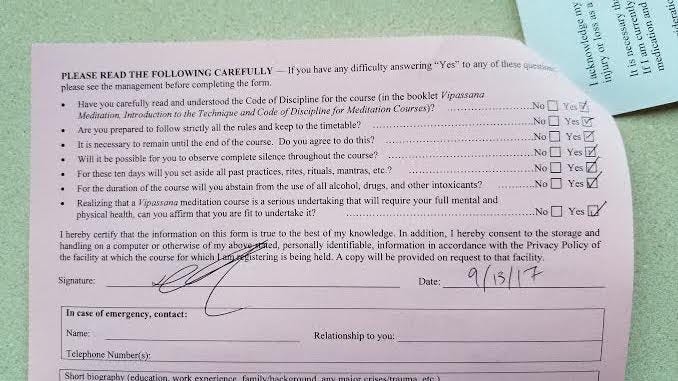 PLEASE READ THE FOLLOWING CAREFULLY — If you have any difficulty answering "Yes" to any of these questions
please see the management before completing the form.
• Have you carefully read and understood the Code of Discipline for the course (in the booklet Vipassana
Meditation, Introduction to the Technique and Code of Discipline for Meditation Courses)? No ☐ Yes ☑
• Are you prepared to follow strictly all the rules and keep to the timetable? No ☐ Yes ☑
• It is necessary to remain until the end of the course. Do you agree to do this? No ☐ Yes ☑
• Will it be possible for you to observe complete silence throughout the course? No ☐ Yes ☑
• For these ten days will you set aside all past practices, rites, rituals, mantras, etc.? No ☐ Yes ☑
• For the duration of the course will you abstain from the use of all alcohol, drugs, and other intoxicants? No ☐ Yes ☑
• Realizing that a Vipassana meditation course is a serious undertaking that will require your full mental and
physical health, can you affirm that you are fit to undertake it? No ☐ Yes ☑
I hereby certify that the information on this form is true to the best of my knowledge. In addition, I hereby consent to the storage and
handling on a computer or otherwise of my above stated, personally identifiable, information in accordance with the Privacy Policy of
the facility at which the course for which I am registering is being held. A copy will be provided on request to that facility.
Signature: Date: 9/13/17
In case of emergency, contact:
Name: Relationship to you:
Telephone Number(s):
Short biography (education, work experience, family/background, any major crises/trauma, etc.)
I acknowledge my
injury or loss as a
It is necessary th
If I am currently
medication and